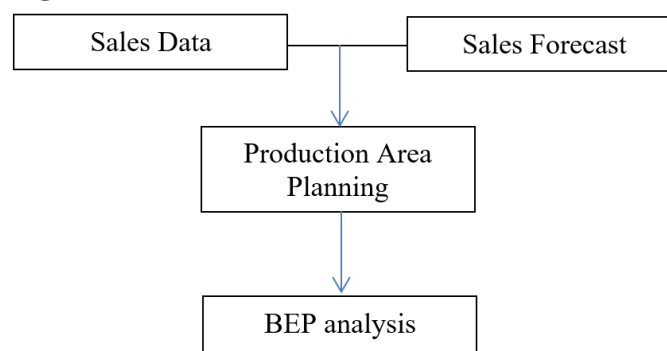 Sales Data
Sales Forecast
Production Area
Planning
BEP analysis